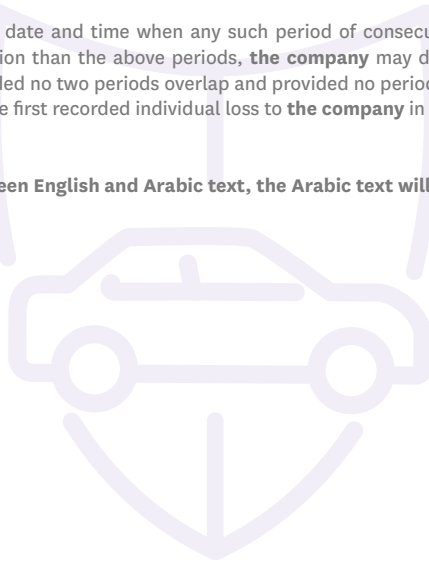 date and time when any such period of consecu
ion than the above periods, the company may d
ded no two periods overlap and provided no period
e first recorded individual loss to the company in
een English and Arabic text, the Arabic text will